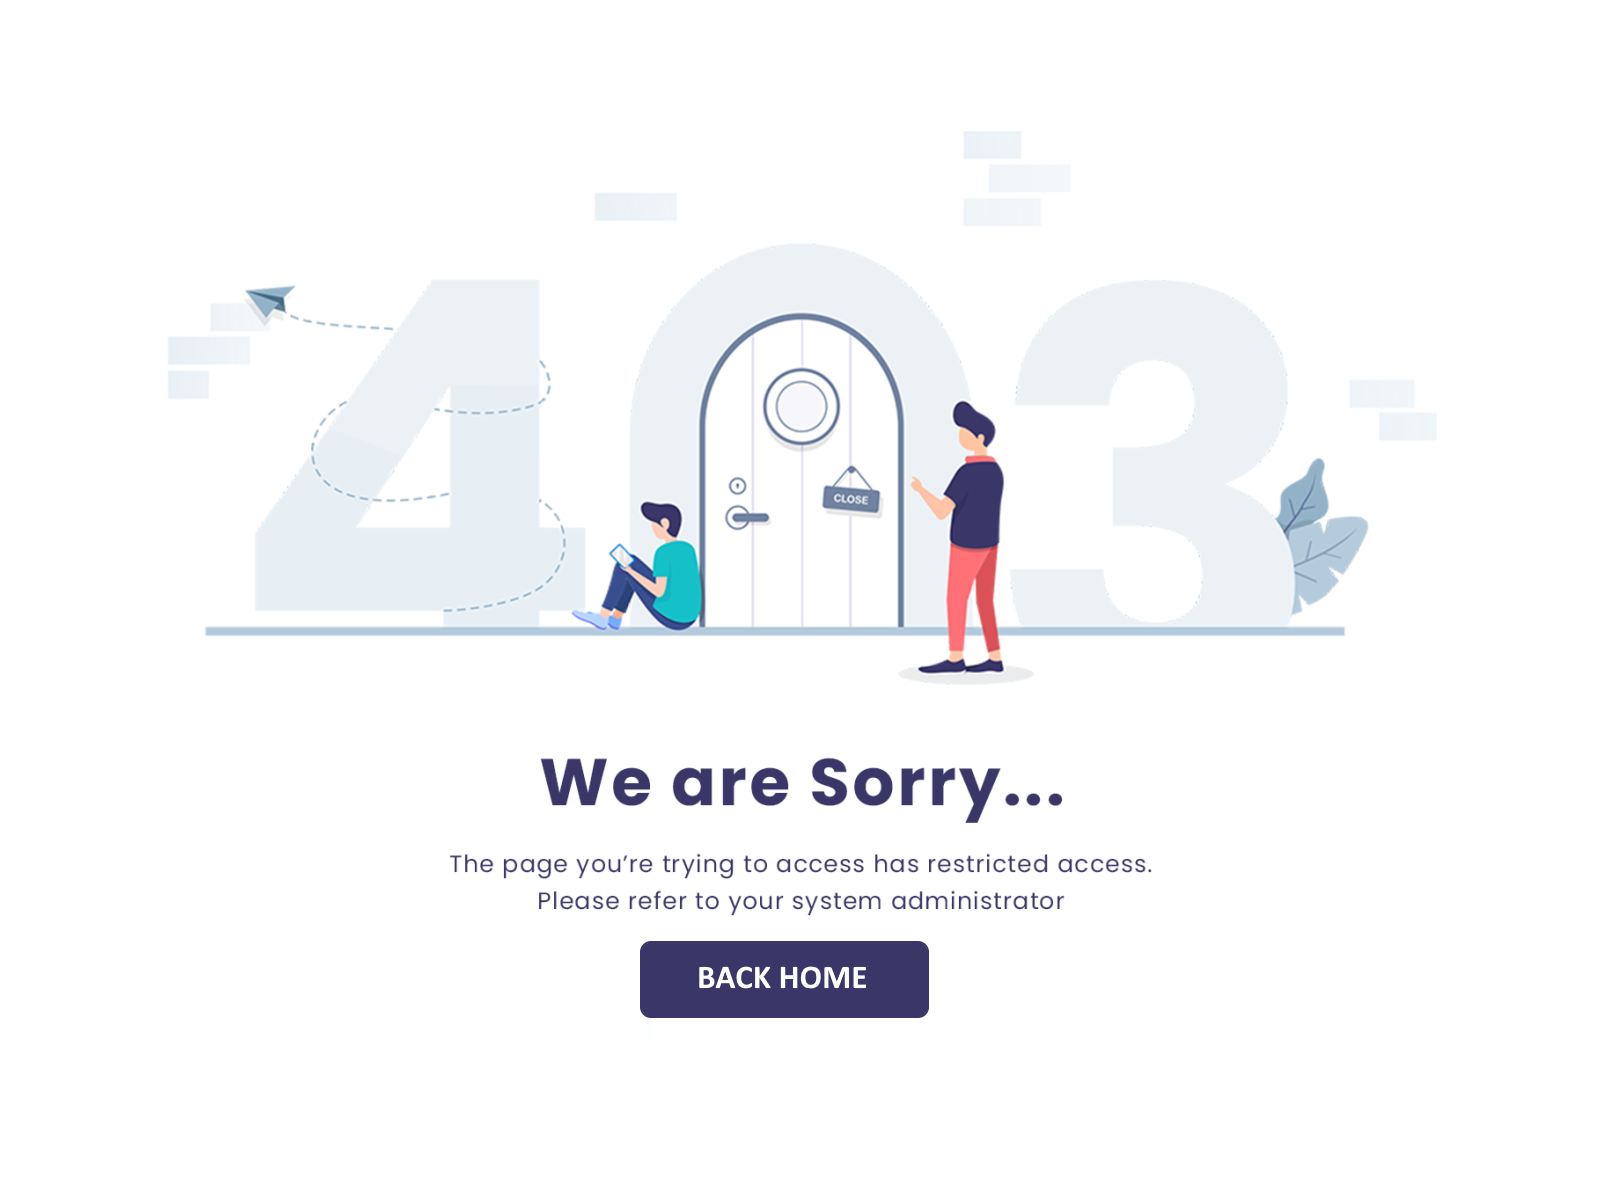 403
CLOSE
We are Sorry...
The page you’re trying to access has restricted access.
Please refer to your system administrator
BACK HOME